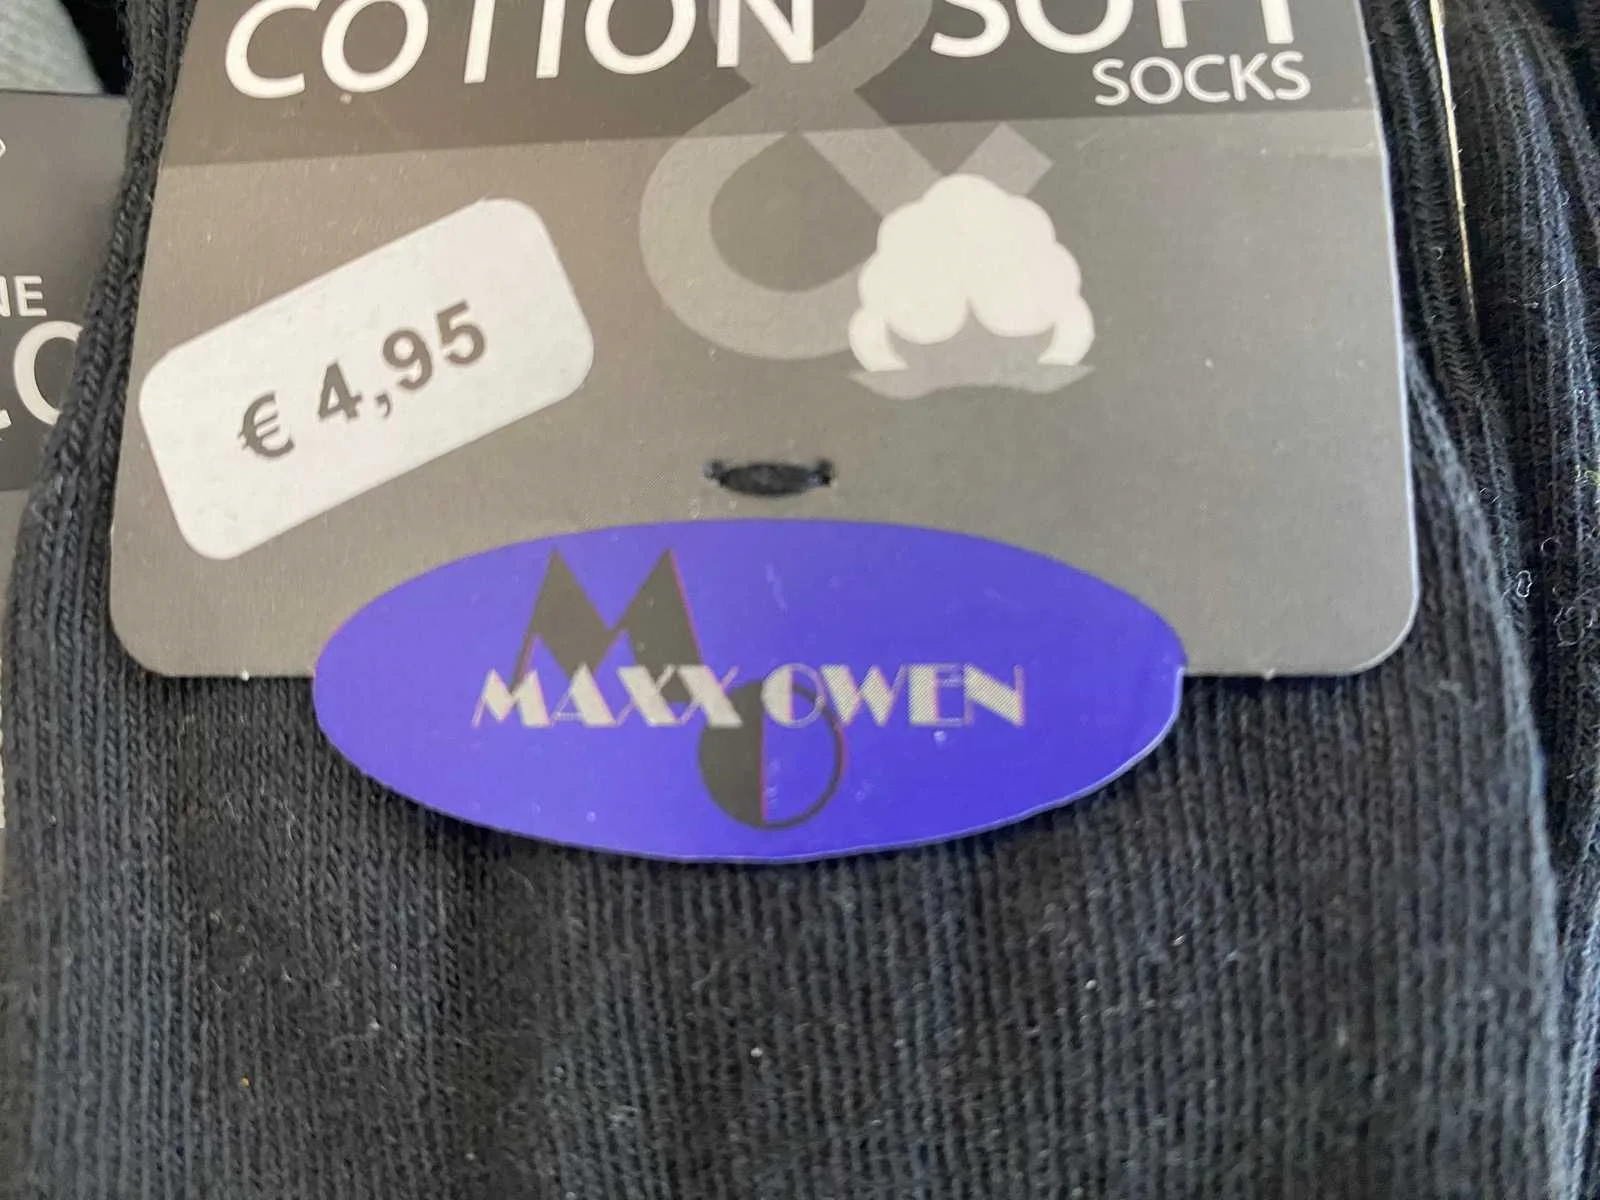 COTTON & SOFT
SOCKS
€ 4,95
MAXX OWEN